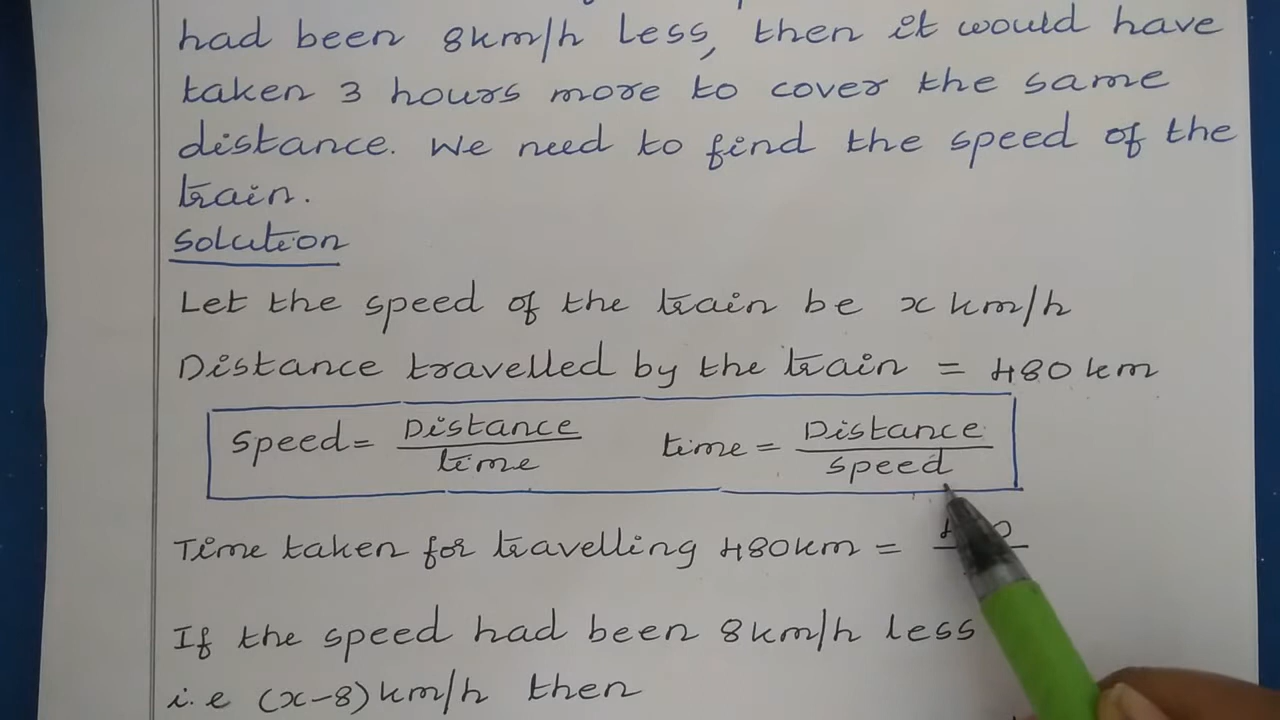 had been 8km/h less, then it would have
taken 3 hours more to cover the same
distance. We need to find the speed of the
train.
Solution
Let the speed of the train be x km/h
Distance travelled by the train = 480 km
Speed = Distance/time time = Distance/speed
Time taken for travelling 480km =
If the speed had been 8km/h less
i.e (x-8)km/h then